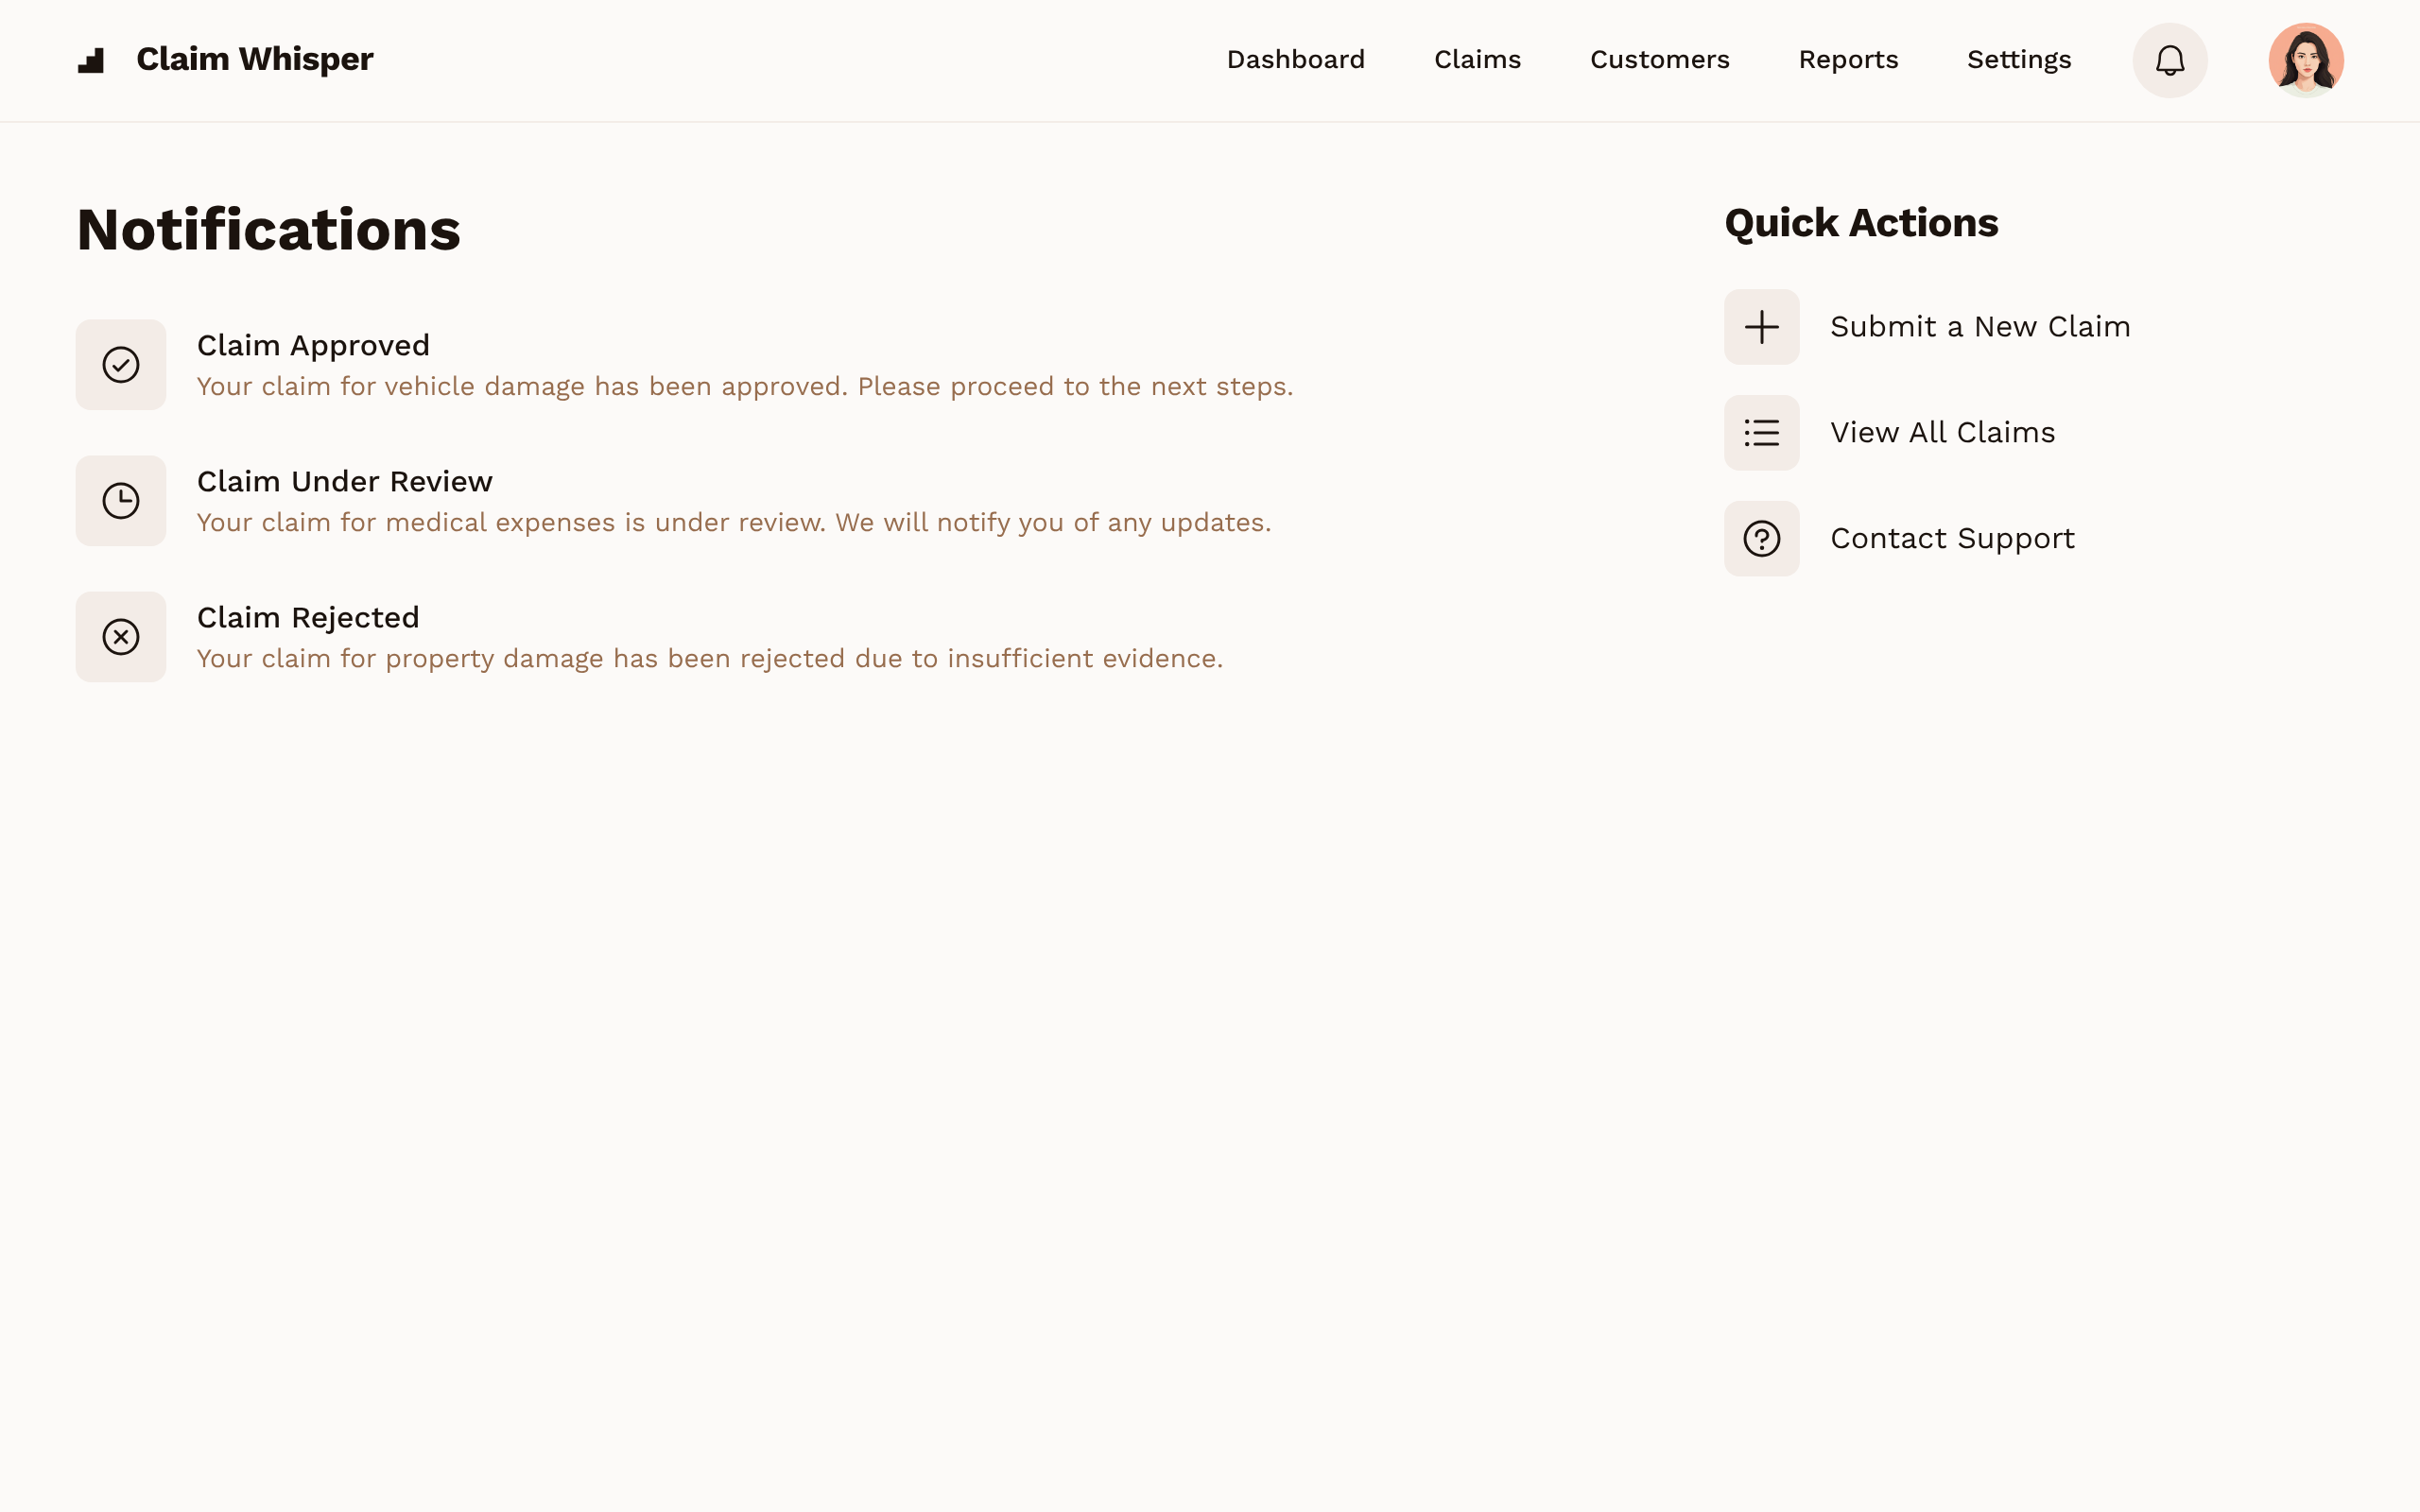 Claim Whisper
Dashboard
Claims
Customers
Reports
Settings
Notifications
Claim Approved
Your claim for vehicle damage has been approved. Please proceed to the next steps.
Claim Under Review
Your claim for medical expenses is under review. We will notify you of any updates.
Claim Rejected
Your claim for property damage has been rejected due to insufficient evidence.
Quick Actions
Submit a New Claim
View All Claims
Contact Support